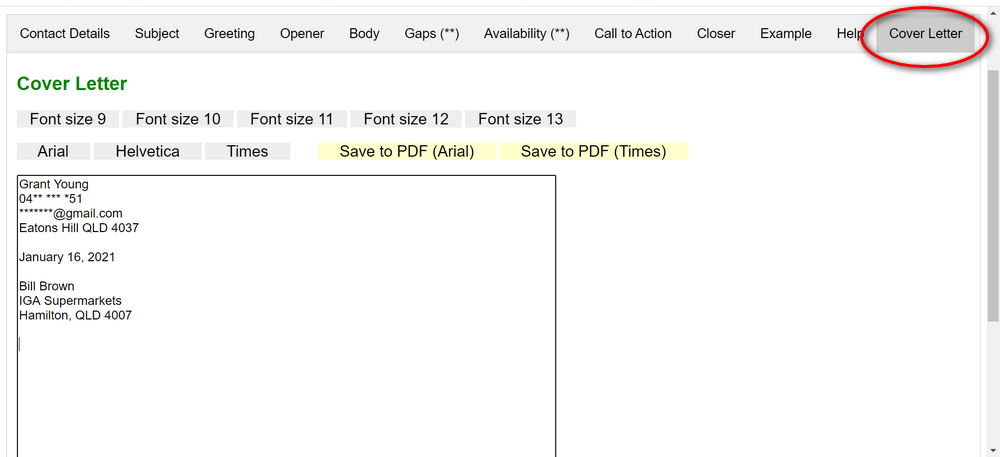 Contact Details Subject Greeting Opener Body Gaps (**) Availability (**) Call to Action Closer Example Help Cover Letter
Cover Letter
Font size 9 Font size 10 Font size 11 Font size 12 Font size 13
Arial Helvetica Times Save to PDF (Arial) Save to PDF (Times)
Grant Young
04** *** *51
*******@gmail.com
Eatons Hill QLD 4037
January 16, 2021
Bill Brown
IGA Supermarkets
Hamilton, QLD 4007